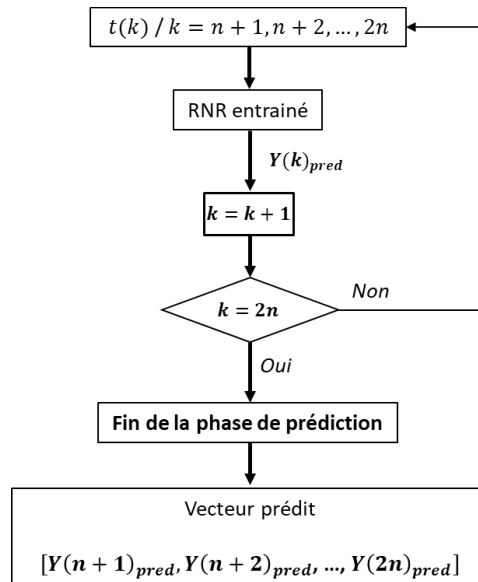 t(k) / k = n + 1, n + 2, ..., 2n
RNR entrainé
Y(k)pred
k = k + 1
k = 2n
Non
Oui
Fin de la phase de prédiction
Vecteur prédit
[Y(n + 1)pred, Y(n + 2)pred, ..., Y(2n)pred]